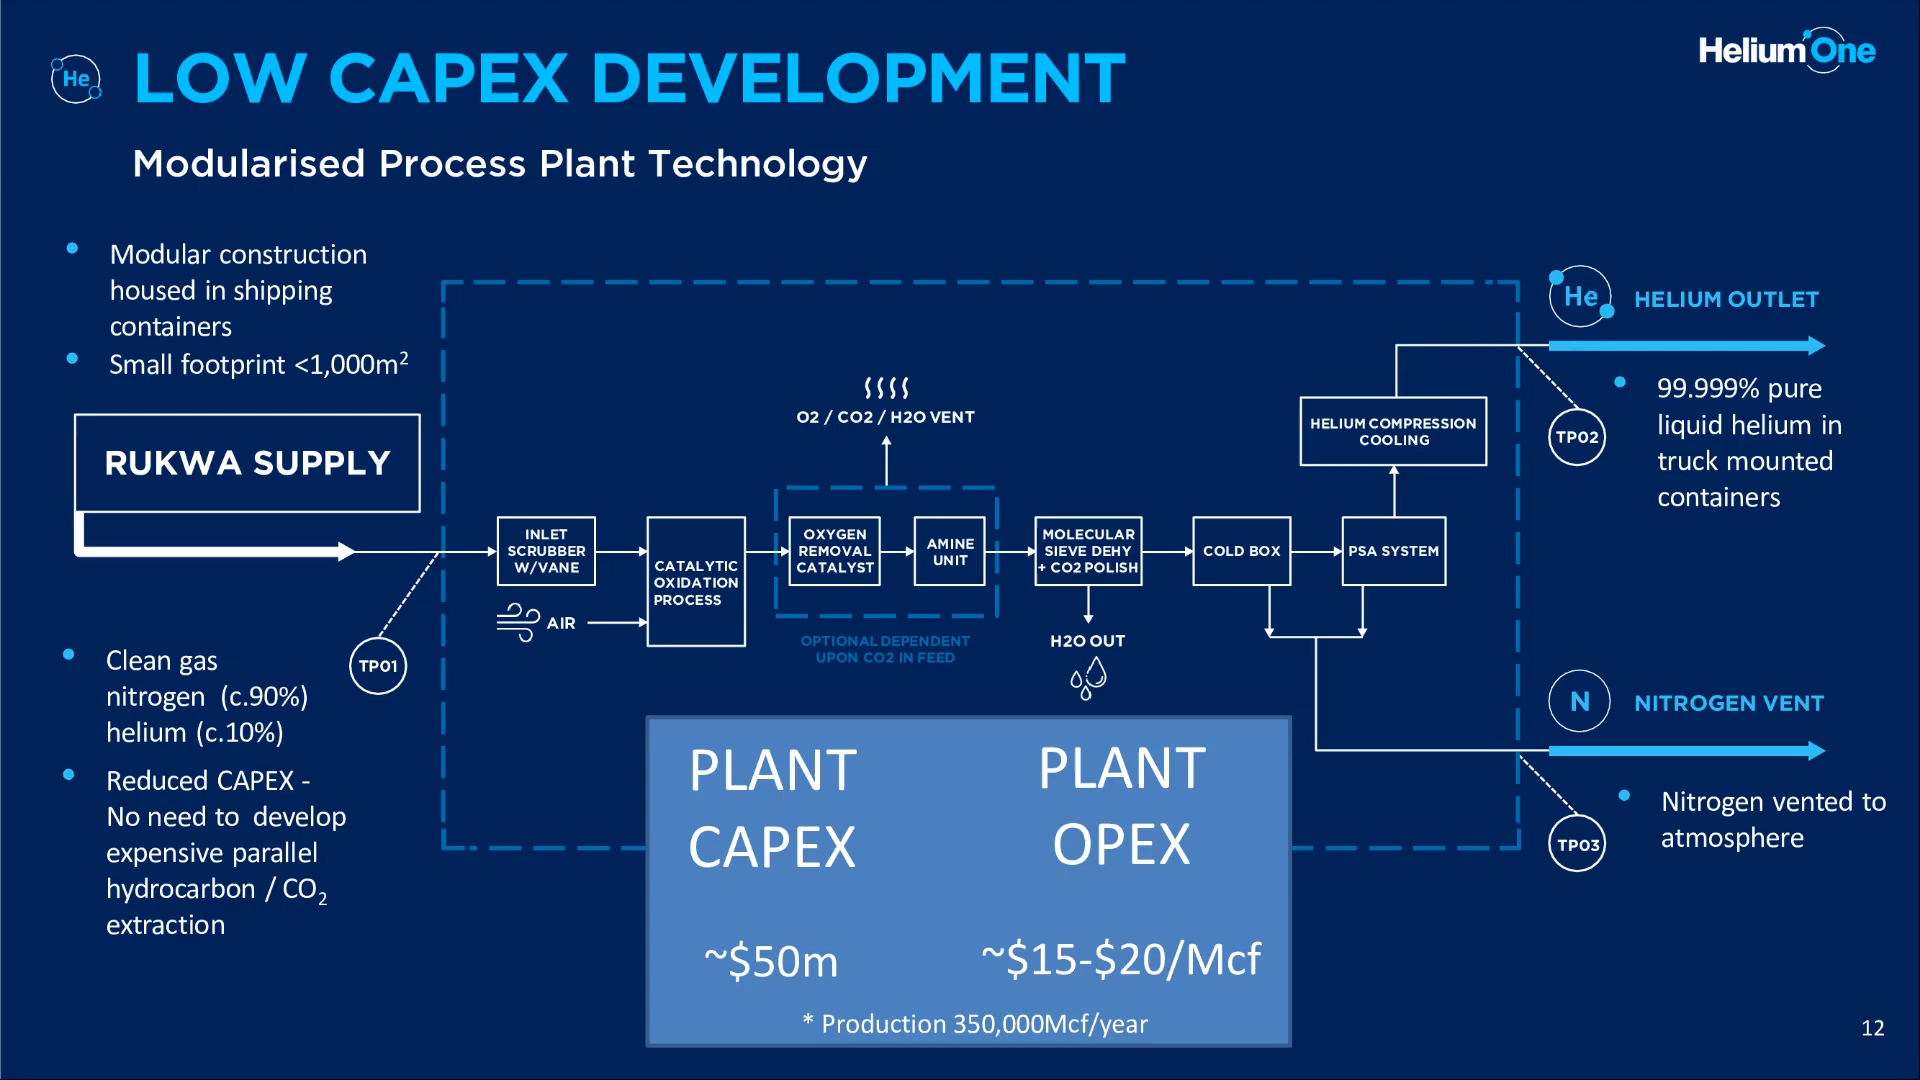 He
LOW CAPEX DEVELOPMENT
Helium One
Modularised Process Plant Technology
• Modular construction
housed in shipping
containers
• Small footprint <1,000m²
RUKWA SUPPLY
TP01
• Clean gas
nitrogen (c.90%)
helium (c.10%)
• Reduced CAPEX -
No need to develop
expensive parallel
hydrocarbon / CO₂
extraction
INLET
SCRUBBER
W/VANE
AIR
CATALYTIC
OXIDATION
PROCESS
O2 / CO2 / H2O VENT
OXYGEN
REMOVAL
CATALYST
AMINE
UNIT
OPTIONAL DEPENDENT
UPON CO2 IN FEED
MOLECULAR
SIEVE DEHY
+ CO2 POLISH
H2O OUT
COLD BOX
PSA SYSTEM
HELIUM COMPRESSION
COOLING
He
HELIUM OUTLET
TP02
• 99.999% pure
liquid helium in
truck mounted
containers
N
NITROGEN VENT
TP03
• Nitrogen vented to
atmosphere
PLANT
CAPEX
~$50m
PLANT
OPEX
~$15-$20/Mcf
* Production 350,000Mcf/year
12